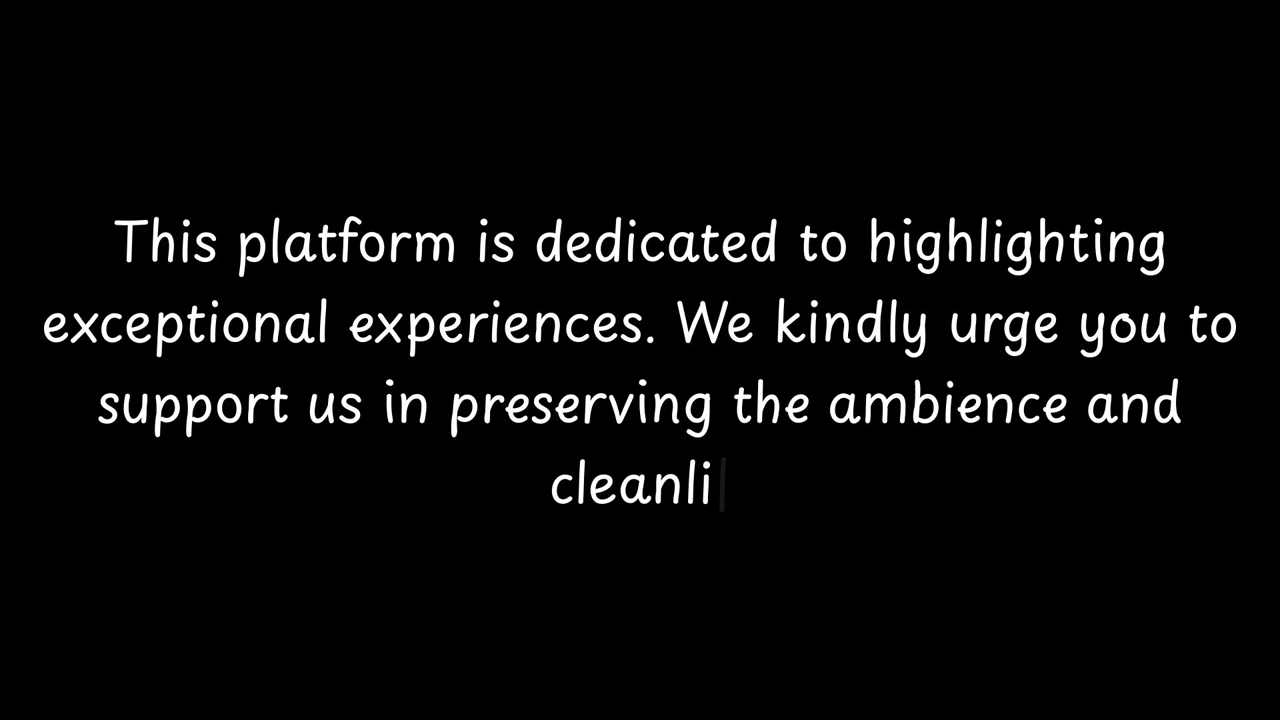 This platform is dedicated to highlighting
exceptional experiences. We kindly urge you to
support us in preserving the ambience and
cleanli